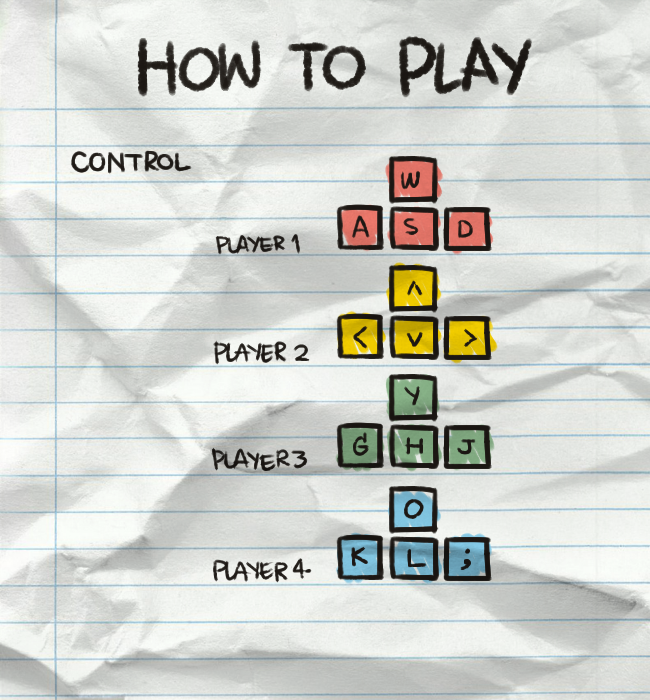 HOW TO PLAY
CONTROL
W
A S D
PLAYER 1
^
< v >
PLAYER 2
Y
G H J
PLAYER 3
O
K L ;
PLAYER 4